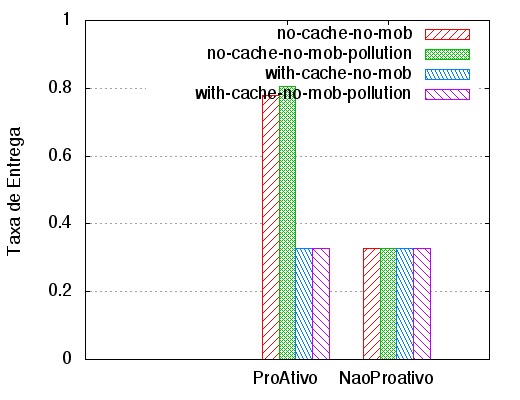 no-cache-no-mob
no-cache-no-mob-pollution
with-cache-no-mob
with-cache-no-mob-pollution
Taxa de Entrega
1
0.8
0.6
0.4
0.2
0
ProAtivo
NaoProativo